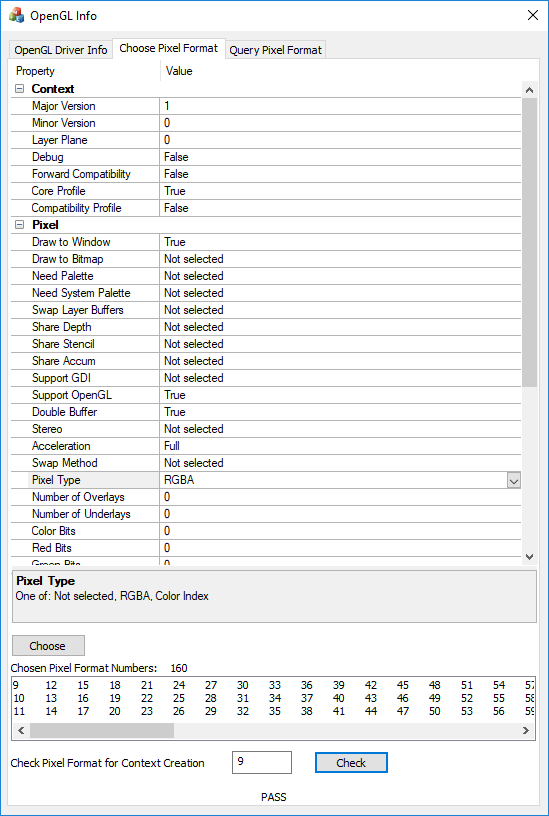 OpenGL Info
OpenGL Driver Info Choose Pixel Format Query Pixel Format
Property Value
Context
Major Version 1
Minor Version 0
Layer Plane 0
Debug False
Forward Compatibility False
Core Profile True
Compatibility Profile False
Pixel
Draw to Window True
Draw to Bitmap Not selected
Need Palette Not selected
Need System Palette Not selected
Swap Layer Buffers Not selected
Share Depth Not selected
Share Stencil Not selected
Share Accum Not selected
Support GDI Not selected
Support OpenGL True
Double Buffer True
Stereo Not selected
Acceleration Full
Swap Method Not selected
Pixel Type RGBA
Number of Overlays 0
Number of Underlays 0
Color Bits 0
Red Bits 0
Green Bits 0
Pixel Type
One of: Not selected, RGBA, Color Index
Choose
Chosen Pixel Format Numbers: 160
9 12 15 18 21 24 27 30 33 36 39 42 45 48 51 54 57
10 13 16 19 22 25 28 31 34 37 40 43 46 49 52 55 58
11 14 17 20 23 26 29 32 35 38 41 44 47 50 53 56 59
Check Pixel Format for Context Creation 9 Check
PASS